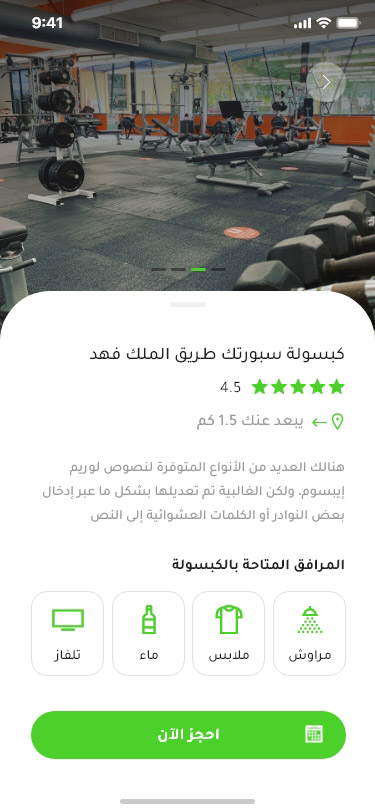 9:41
كبسولة سبورتك طريق الملك فهد
4.5
يبعد عنك 1.5 كم
هنالك العديد من الأنواع المتوفرة لنصوص لوريم
إيبسوم، ولكن الغالبية تم تعديلها بشكل ما عبر إدخال
بعض النوادر أو الكلمات العشوائية إلى النص
المرافق المتاحة بالكبسولة
مراوش
ملابس
ماء
تلفاز
احجز الآن